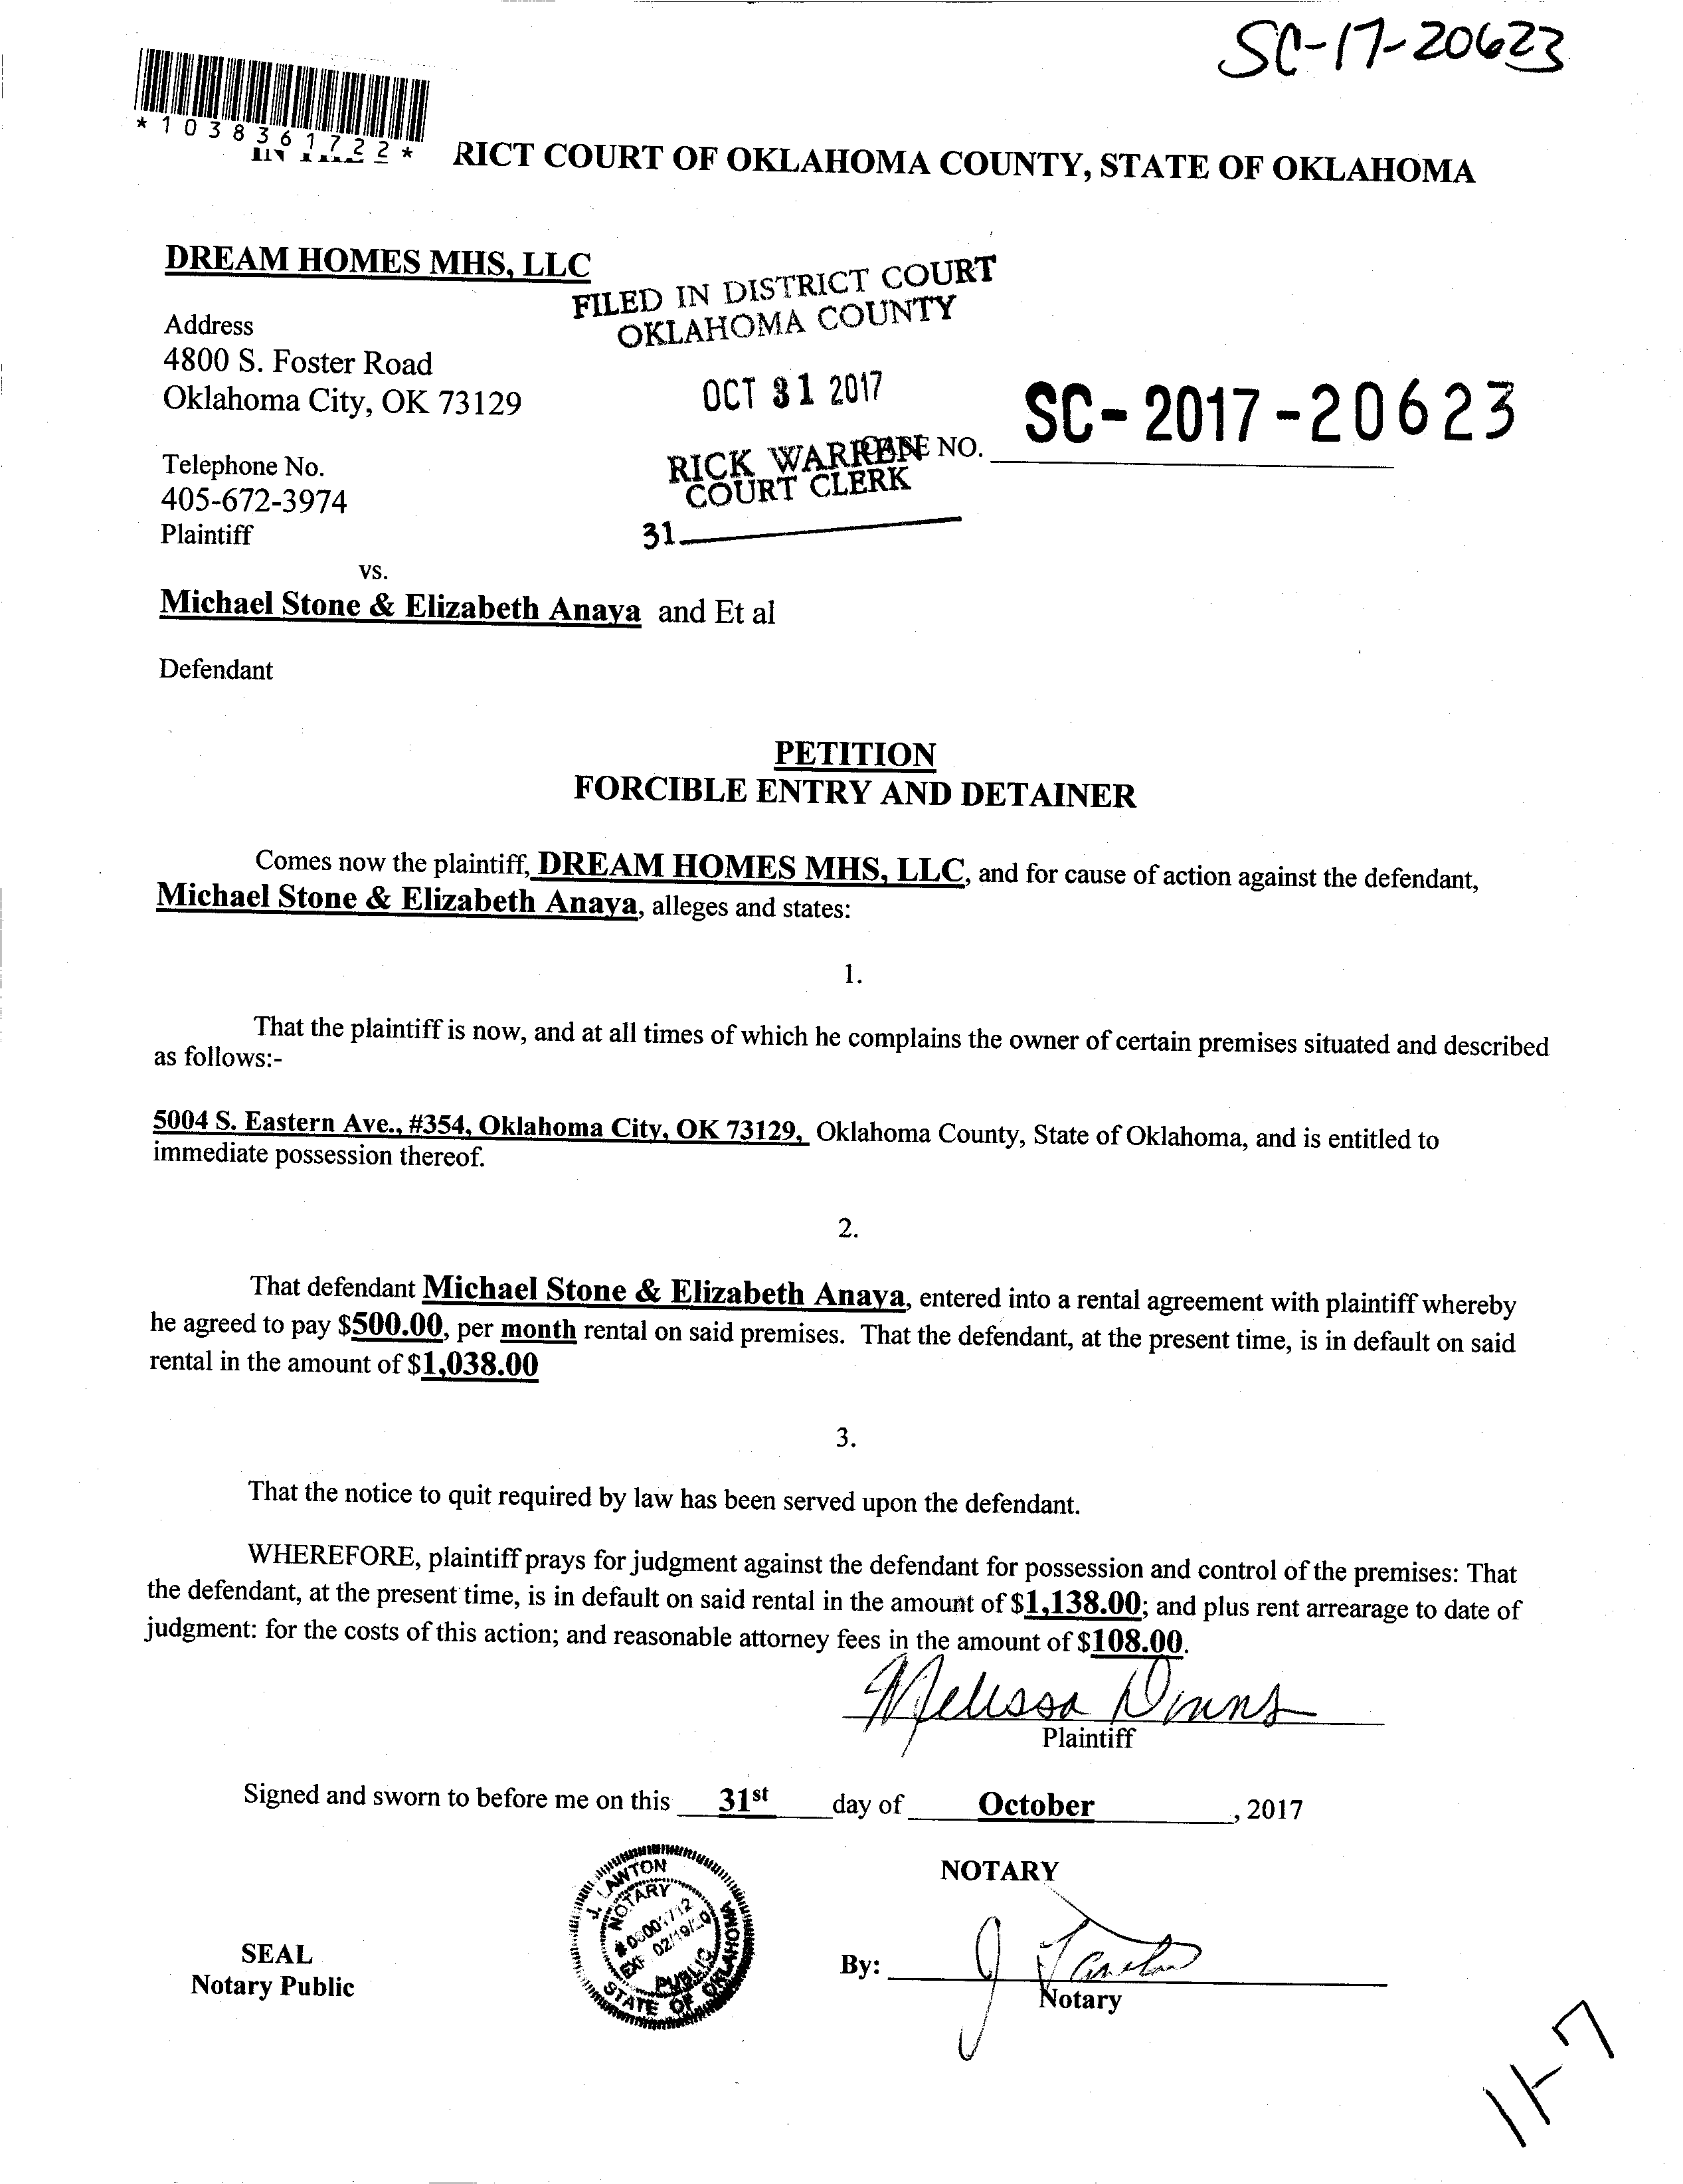 SC-17-20623
*1038361722*
RICT COURT OF OKLAHOMA COUNTY, STATE OF OKLAHOMA
DREAM HOMES MHS, LLC
FILED IN DISTRICT COURT
OKLAHOMA COUNTY
Address
4800 S. Foster Road
Oklahoma City, OK 73129
OCT 31 2017
SC-2017-20623
RICK WARREN
CASE NO.
COURT CLERK
Telephone No.
405-672-3974
Plaintiff
31
vs.
Michael Stone & Elizabeth Anaya and Et al
Defendant
PETITION
FORCIBLE ENTRY AND DETAINER
Comes now the plaintiff, DREAM HOMES MHS, LLC, and for cause of action against the defendant,
Michael Stone & Elizabeth Anaya, alleges and states:
1.
That the plaintiff is now, and at all times of which he complains the owner of certain premises situated and described
as follows:-
5004 S. Eastern Ave., #354, Oklahoma City, OK 73129, Oklahoma County, State of Oklahoma, and is entitled to
immediate possession thereof.
2.
That defendant Michael Stone & Elizabeth Anaya, entered into a rental agreement with plaintiff whereby
he agreed to pay $500.00, per month rental on said premises. That the defendant, at the present time, is in default on said
rental in the amount of $1,038.00
3.
That the notice to quit required by law has been served upon the defendant.
WHEREFORE, plaintiff prays for judgment against the defendant for possession and control of the premises: That
the defendant, at the present time, is in default on said rental in the amount of $1,138.00; and plus rent arrearage to date of
judgment: for the costs of this action; and reasonable attorney fees in the amount of $108.00.
Melissa
Plaintiff
Signed and sworn to before me on this 31st day of October, 2017
NOTARY
J. LAWTON
NOTARY
PUBLIC
STATE OF OKLAHOMA
SEAL
Notary Public
By:
Notary
11-7